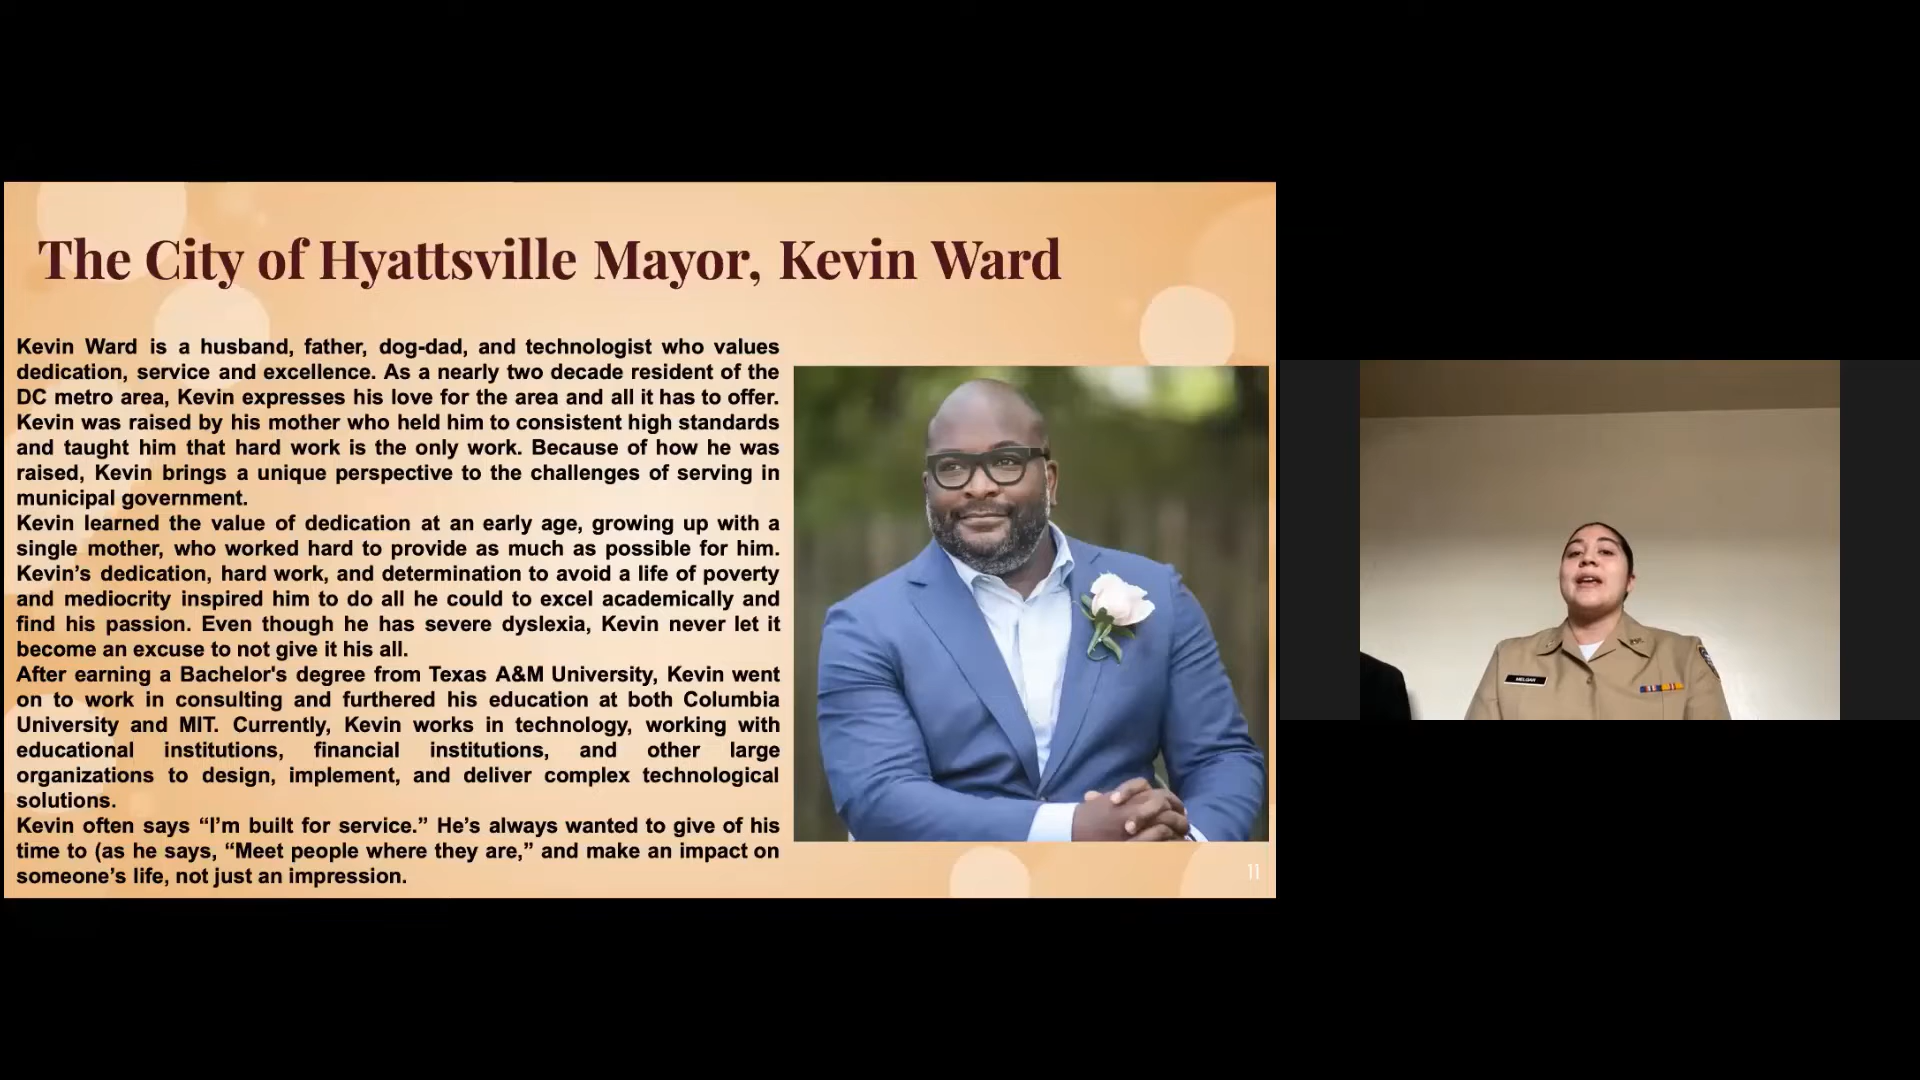 The City of Hyattsville Mayor, Kevin Ward
Kevin Ward is a husband, father, dog-dad, and technologist who values
dedication, service and excellence. As a nearly two decade resident of the
DC metro area, Kevin expresses his love for the area and all it has to offer.
Kevin was raised by his mother who held him to consistent high standards
and taught him that hard work is the only work. Because of how he was
raised, Kevin brings a unique perspective to the challenges of serving in
municipal government.
Kevin learned the value of dedication at an early age, growing up with a
single mother, who worked hard to provide as much as possible for him.
Kevin’s dedication, hard work, and determination to avoid a life of poverty
and mediocrity inspired him to do all he could to excel academically and
find his passion. Even though he has severe dyslexia, Kevin never let it
become an excuse to not give it his all.
After earning a Bachelor's degree from Texas A&M University, Kevin went
on to work in consulting and furthered his education at both Columbia
University and MIT. Currently, Kevin works in technology, working with
educational institutions, financial institutions, and other large
organizations to design, implement, and deliver complex technological
solutions.
Kevin often says “I’m built for service.” He’s always wanted to give of his
time to (as he says, “Meet people where they are,” and make an impact on
someone’s life, not just an impression.
11
MELGAR